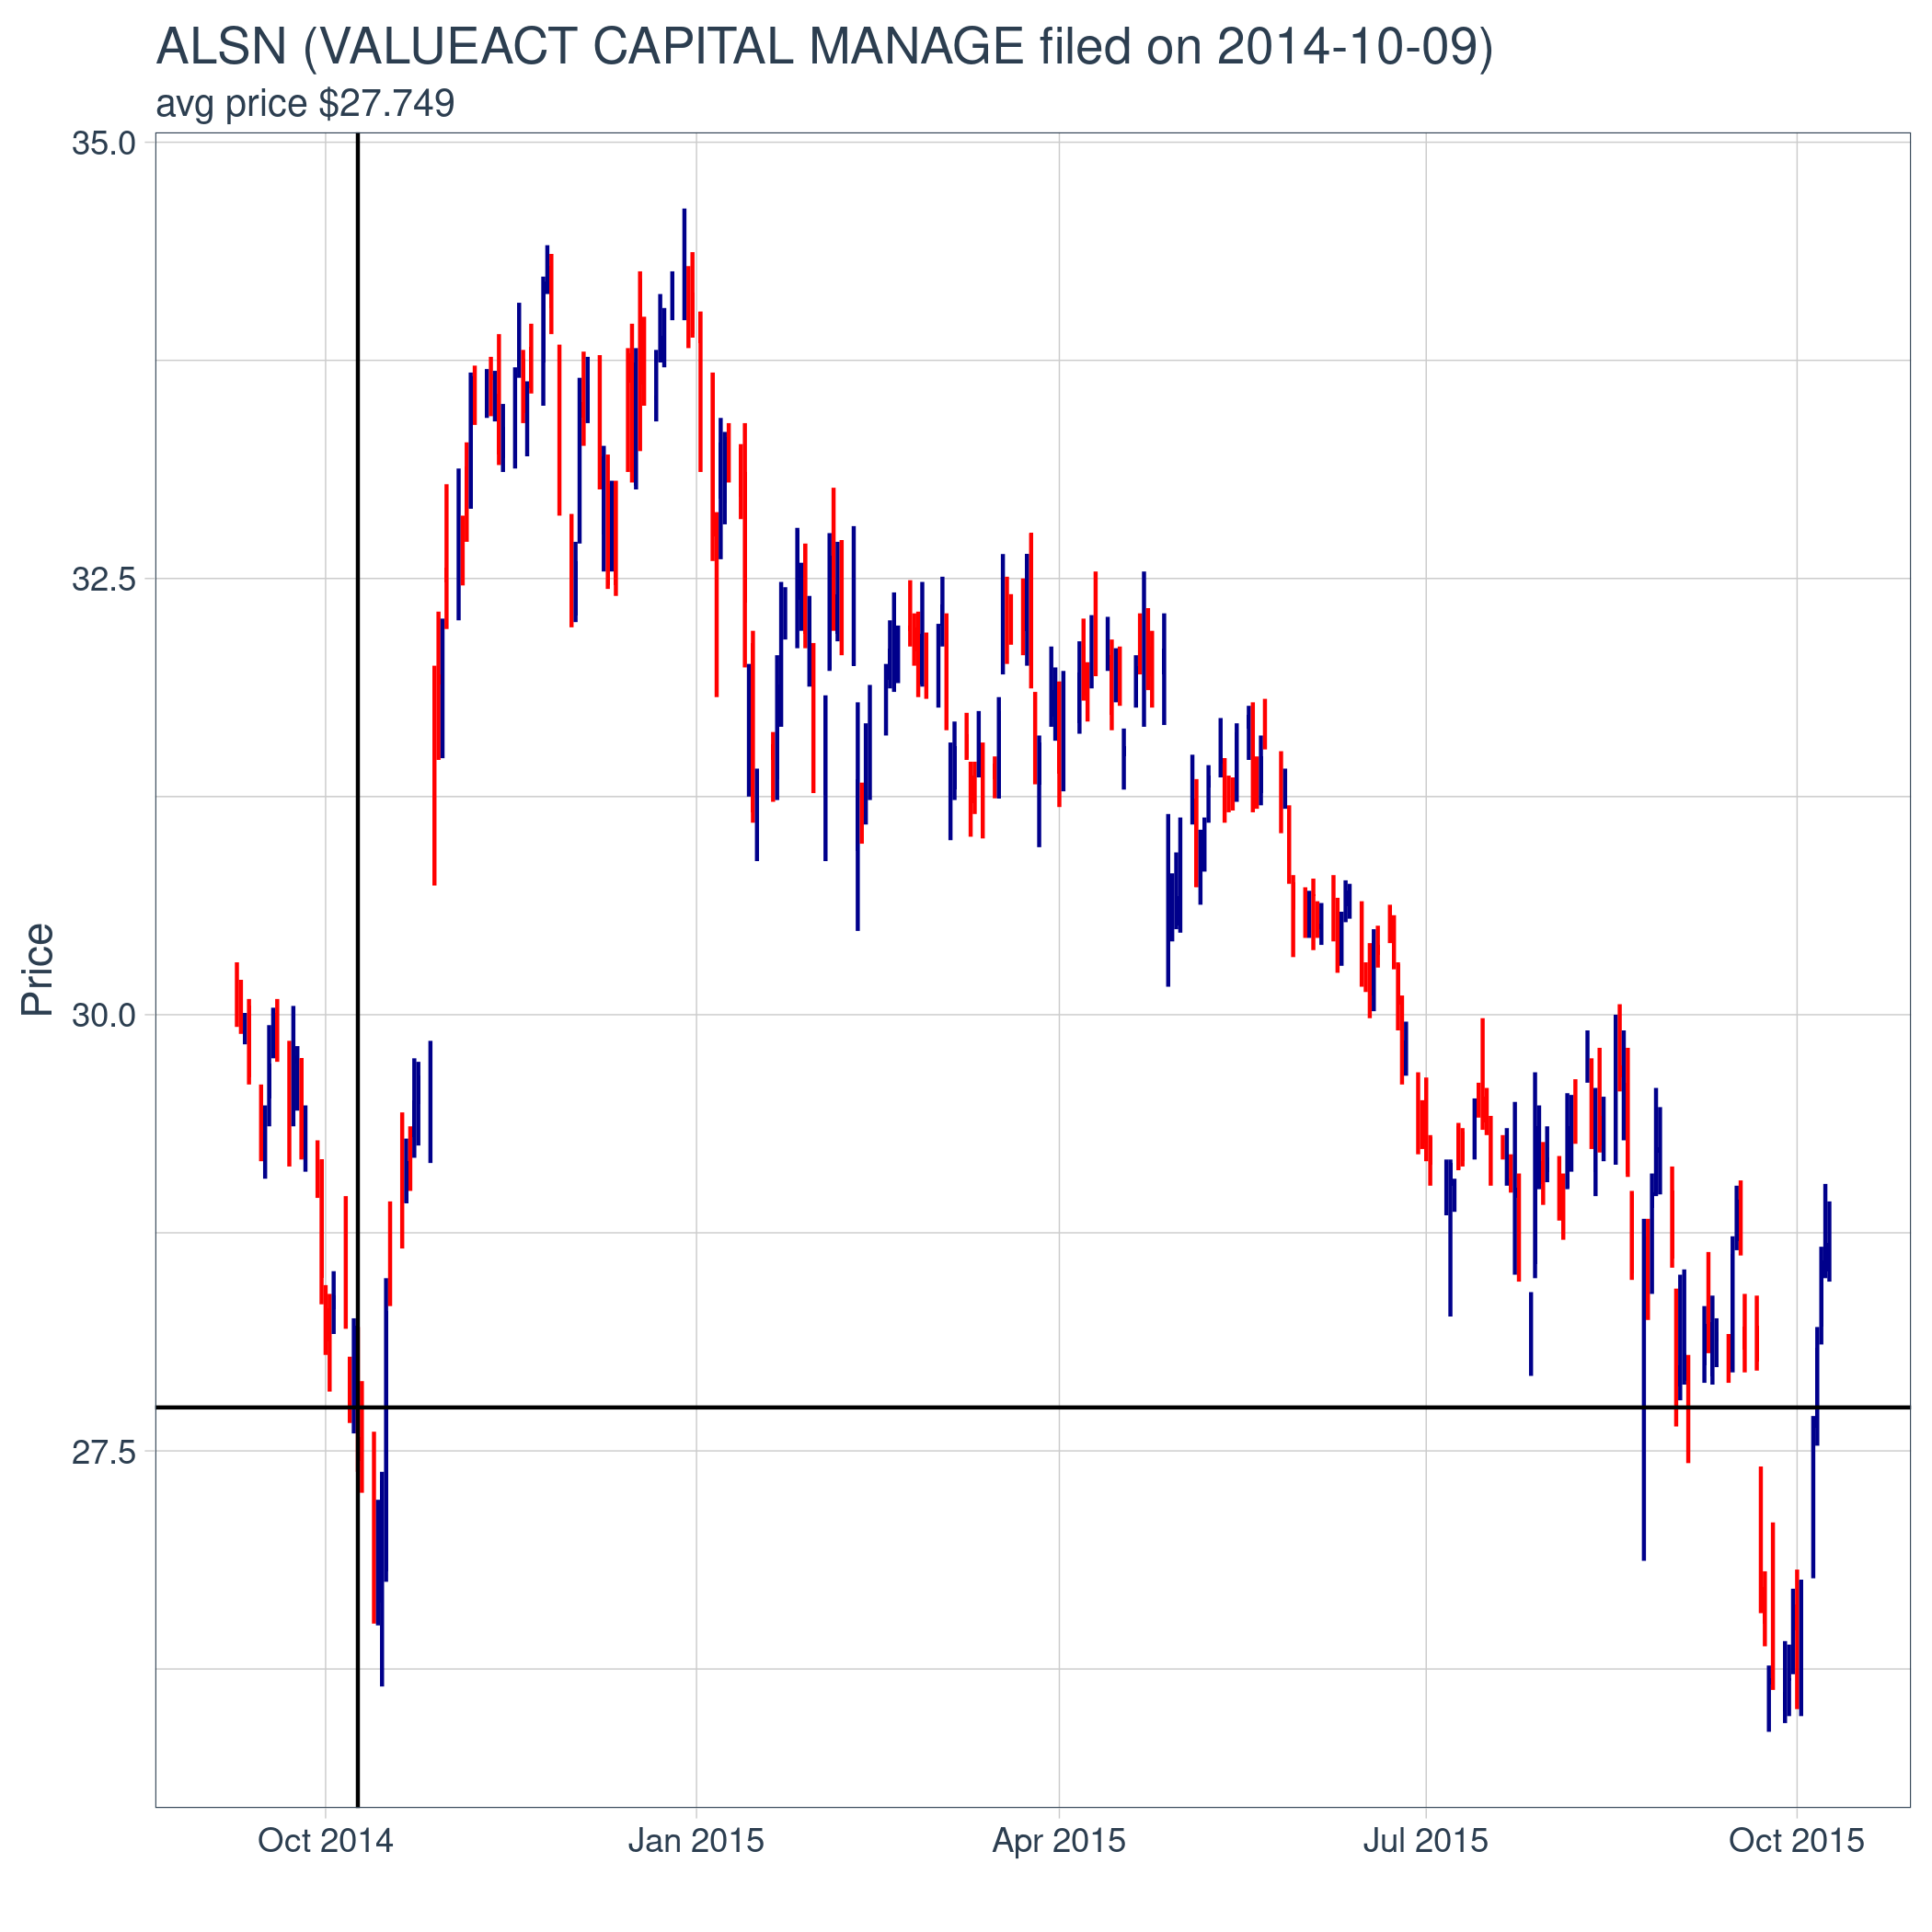 ALSN (VALUEACT CAPITAL MANAGE filed on 2014-10-09)
avg price $27.749
35.0
32.5
30.0
27.5
Price
Oct 2014
Jan 2015
Apr 2015
Jul 2015
Oct 2015